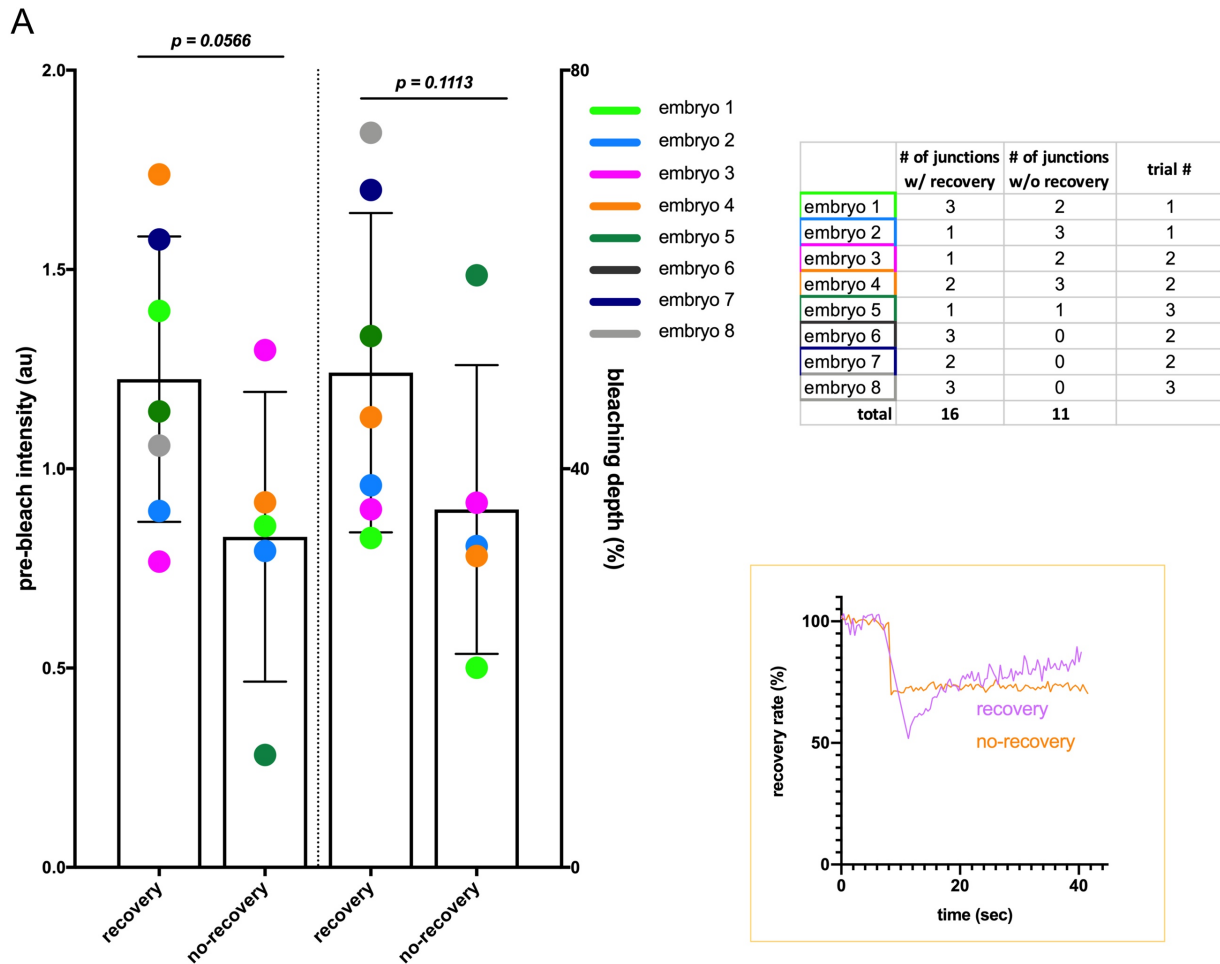 A
p = 0.0566
p = 0.1113
2.0
1.5
1.0
0.5
0.0
pre-bleach intensity (au)
80
40
0
bleaching depth (%)
recovery
no-recovery
recovery
no-recovery
embryo 1
embryo 2
embryo 3
embryo 4
embryo 5
embryo 6
embryo 7
embryo 8
# of junctions w/ recovery # of junctions w/o recovery trial #
embryo 1 3 2 1
embryo 2 1 3 1
embryo 3 1 2 2
embryo 4 2 3 2
embryo 5 1 1 3
embryo 6 3 0 2
embryo 7 2 0 2
embryo 8 3 0 3
total 16 11
100
50
0
recovery rate (%)
recovery
no-recovery
0 20 40
time (sec)